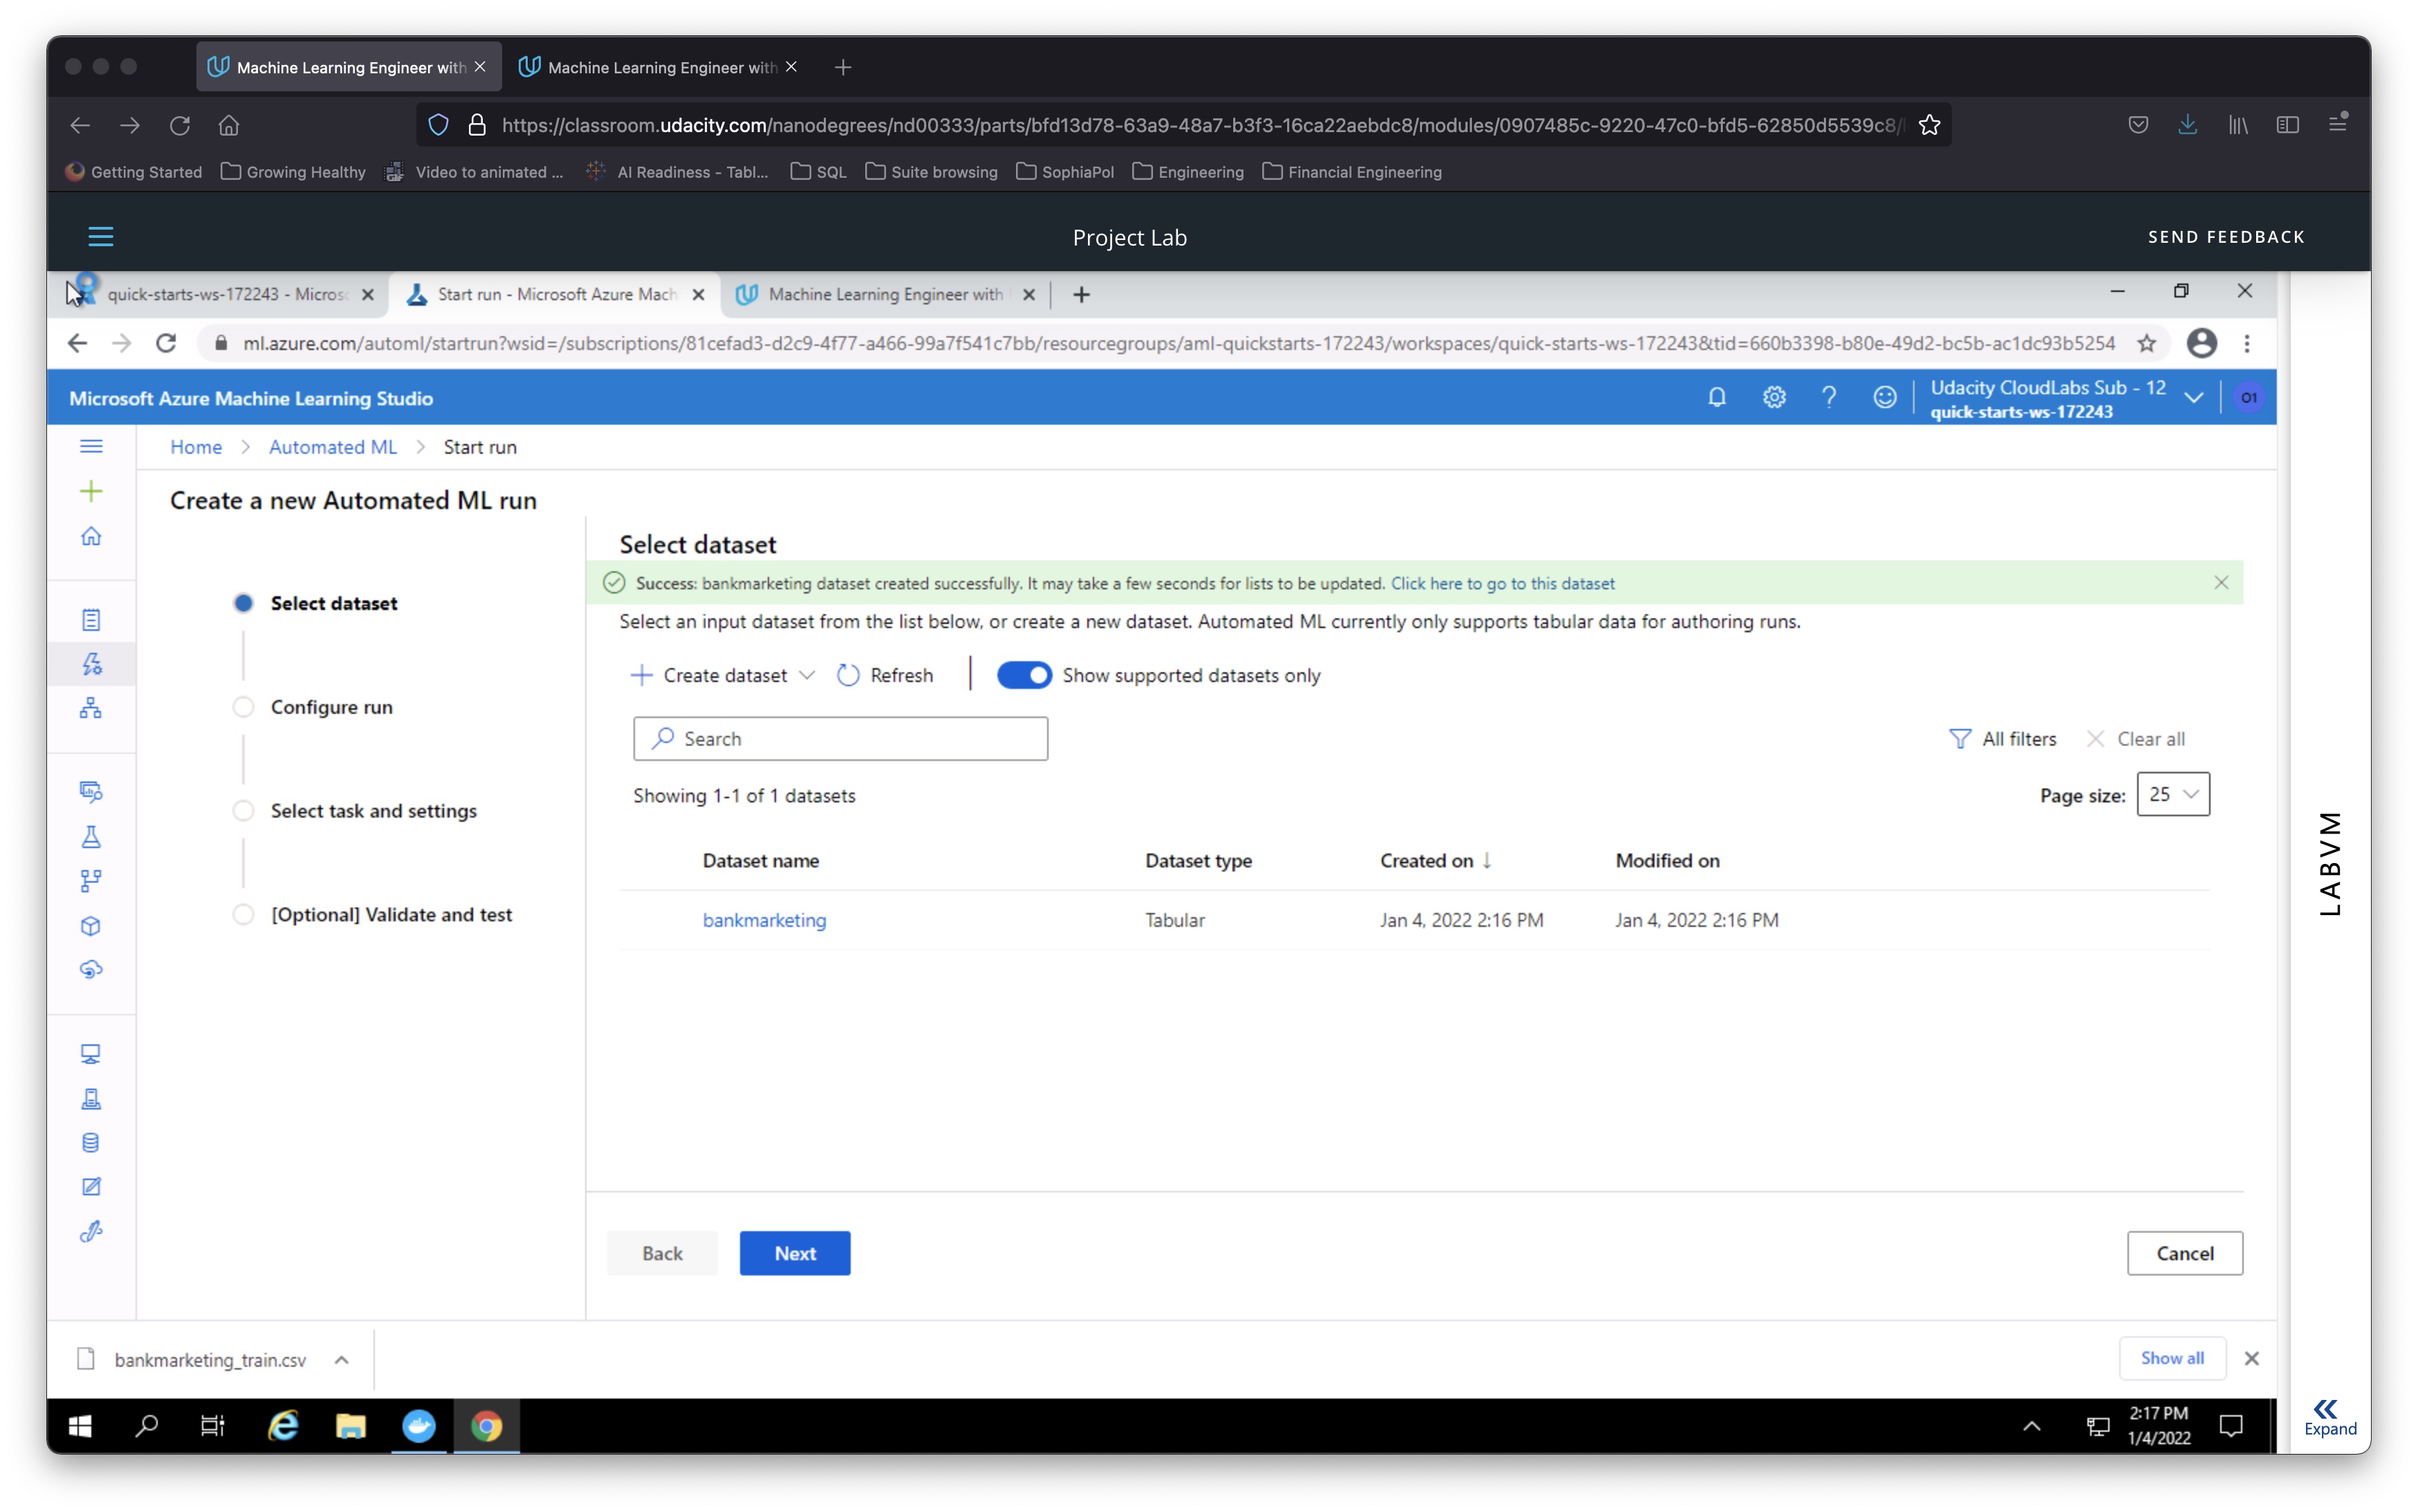 Machine Learning Engineer with
Machine Learning Engineer with
https://classroom.udacity.com/nanodegrees/nd00333/parts/bfd13d78-63a9-48a7-b3f3-16ca22aebdc8/modules/0907485c-9220-47c0-bfd5-62850d5539c8/
Getting Started
Growing Healthy
Video to animated ...
AI Readiness - Tabl...
SQL
Suite browsing
SophiaPol
Engineering
Financial Engineering
Project Lab
SEND FEEDBACK
quick-starts-ws-172243 - Micros
Start run - Microsoft Azure Mach
Machine Learning Engineer with
ml.azure.com/automl/startrun?wsid=/subscriptions/81cefad3-d2c9-4f77-a466-99a7f541c7bb/resourcegroups/aml-quickstarts-172243/workspaces/quick-starts-ws-172243&tid=660b3398-b80e-49d2-bc5b-ac1dc93b5254
Microsoft Azure Machine Learning Studio
Udacity CloudLabs Sub - 12
quick-starts-ws-172243
O1
Home > Automated ML > Start run
Create a new Automated ML run
Select dataset
Configure run
Select task and settings
[Optional] Validate and test
Select dataset
Success: bankmarketing dataset created successfully. It may take a few seconds for lists to be updated. Click here to go to this dataset
Select an input dataset from the list below, or create a new dataset. Automated ML currently only supports tabular data for authoring runs.
Create dataset
Refresh
Show supported datasets only
Search
All filters
Clear all
Showing 1-1 of 1 datasets
Page size: 25
Dataset name Dataset type Created on ↓ Modified on
bankmarketing Tabular Jan 4, 2022 2:16 PM Jan 4, 2022 2:16 PM
Back
Next
Cancel
bankmarketing_train.csv
Show all
2:17 PM
1/4/2022
LABVM
Expand